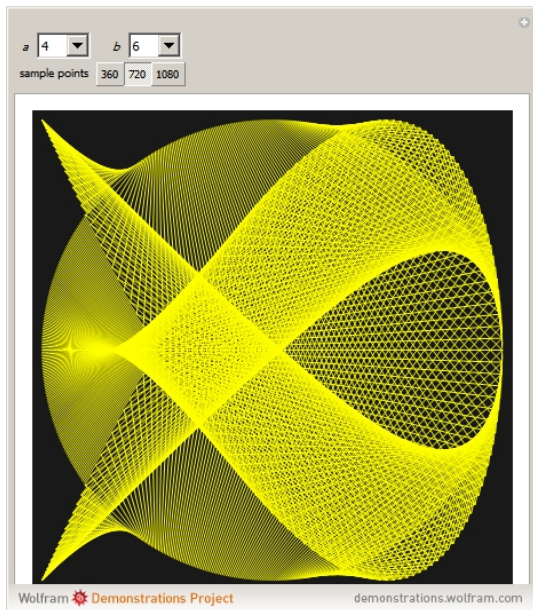 a 4 b 6
sample points 360 720 1080
Wolfram Demonstrations Project demonstrations.wolfram.com